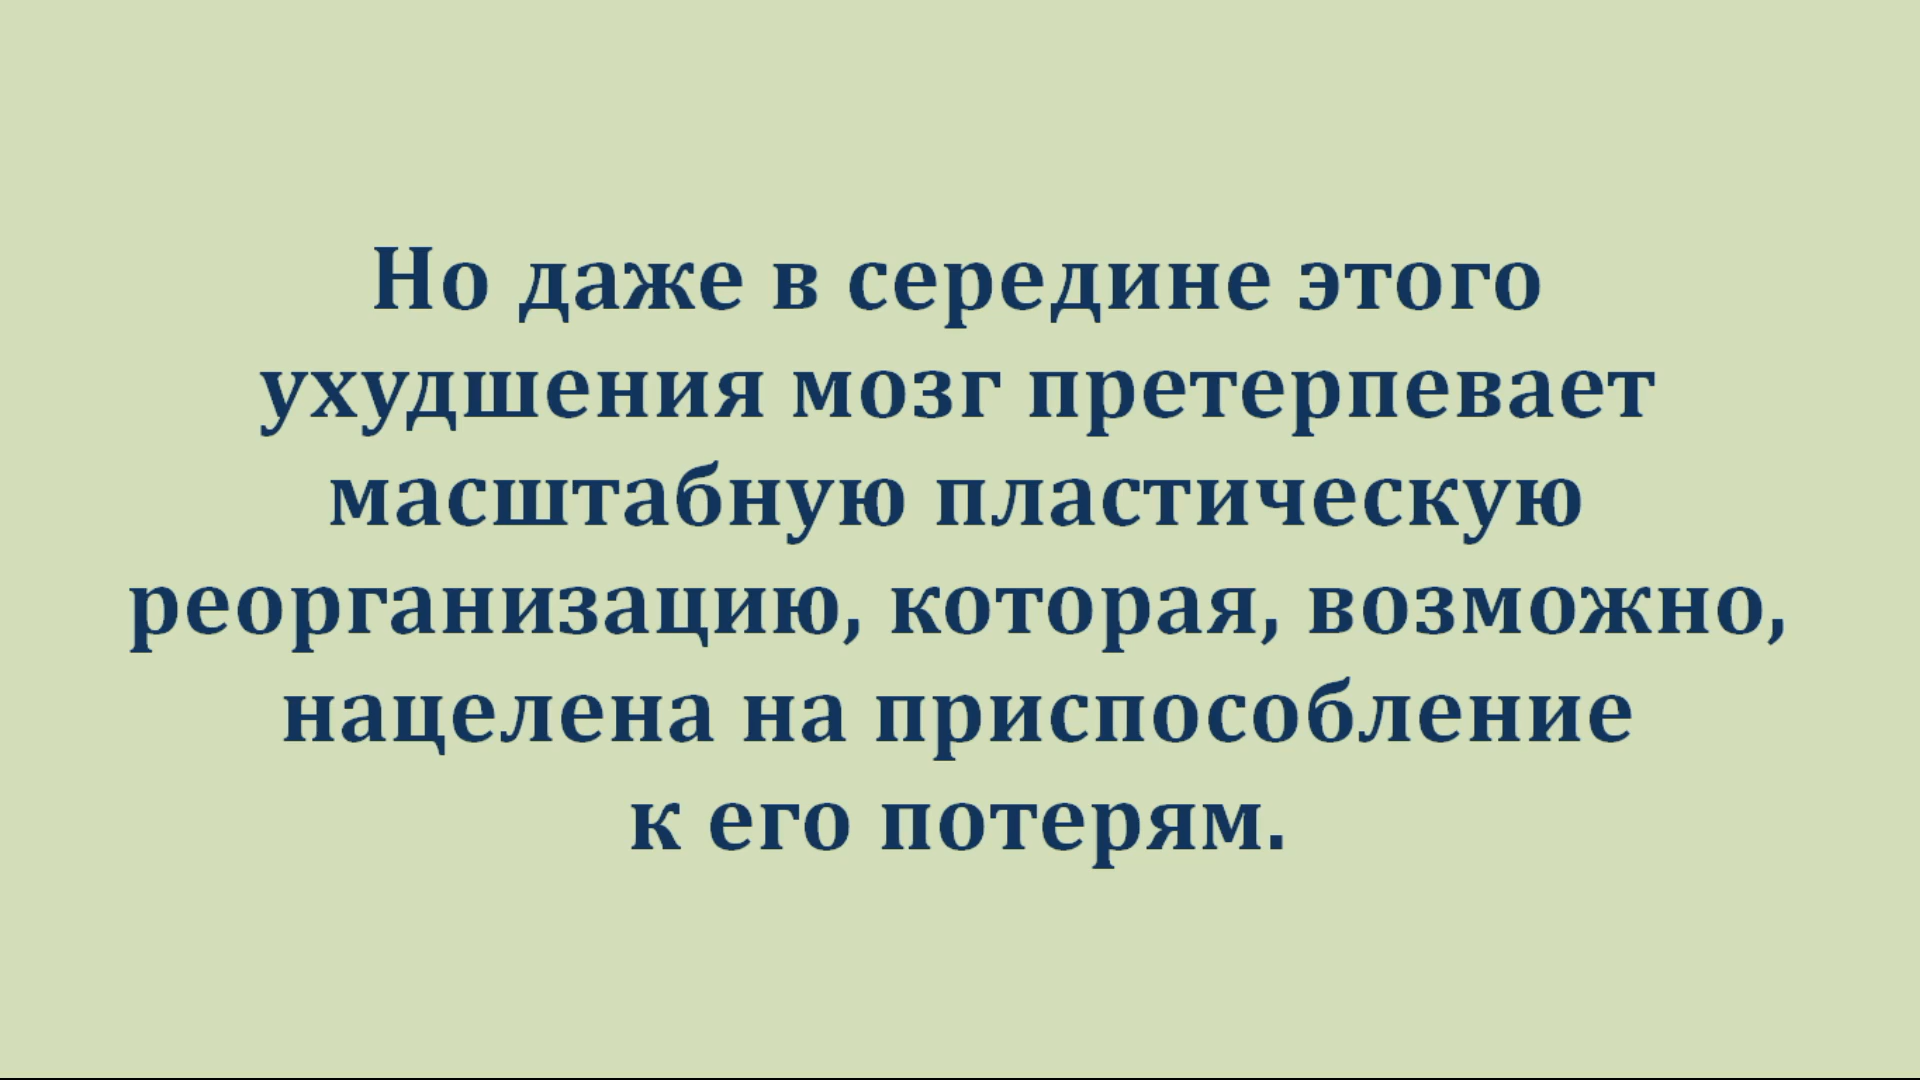 Но даже в середине этого
ухудшения мозг претерпевает
масштабную пластическую
реорганизацию, которая, возможно,
нацелена на приспособление
к его потерям.